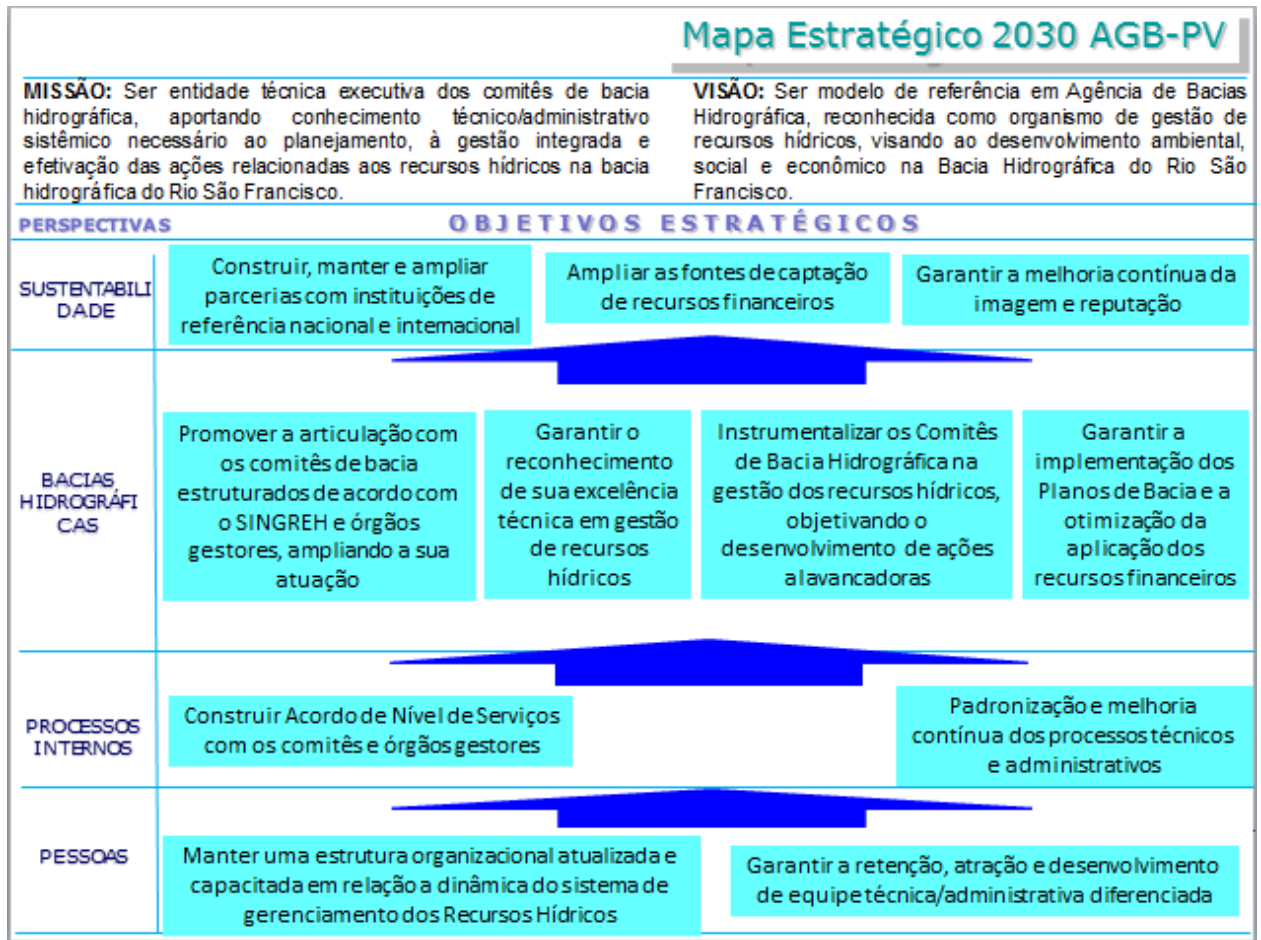 Mapa Estratégico 2030 AGB-PV
MISSÃO: Ser entidade técnica executiva dos comitês de bacia
hidrográfica, aportando conhecimento técnico/administrativo
sistêmico necessário ao planejamento, à gestão integrada e
efetivação das ações relacionadas aos recursos hídricos na bacia
hidrográfica do Rio São Francisco.
VISÃO: Ser modelo de referência em Agência de Bacias
Hidrográfica, reconhecida como organismo de gestão de
recursos hídricos, visando ao desenvolvimento ambiental,
social e econômico na Bacia Hidrográfica do Rio São
Francisco.
PERSPECTIVAS
OBJETIVOS ESTRATÉGICOS
SUSTENTABILI
DADE
Construir, manter e ampliar
parcerias com instituições de
referência nacional e internacional
Ampliar as fontes de captação
de recursos financeiros
Garantir a melhoria contínua da
imagem e reputação
BACIAS
HIDROGRÁFI
CAS
Promover a articulação com
os comitês de bacia
estruturados de acordo com
o SINGREH e órgãos
gestores, ampliando a sua
atuação
Garantir o
reconhecimento
de sua excelência
técnica em gestão
de recursos
hídricos
Instrumentalizar os Comitês
de Bacia Hidrográfica na
gestão dos recursos hídricos,
objetivando o
desenvolvimento de ações
alavancadoras
Garantir a
implementação dos
Planos de Bacia e a
otimização da
aplicação dos
recursos financeiros
PROCESSOS
INTERNOS
Construir Acordo de Nível de Serviços
com os comitês e órgãos gestores
Padronização e melhoria
contínua dos processos técnicos
e administrativos
PESSOAS
Manter uma estrutura organizacional atualizada e
capacitada em relação a dinâmica do sistema de
gerenciamento dos Recursos Hídricos
Garantir a retenção, atração e desenvolvimento
de equipe técnica/administrativa diferenciada